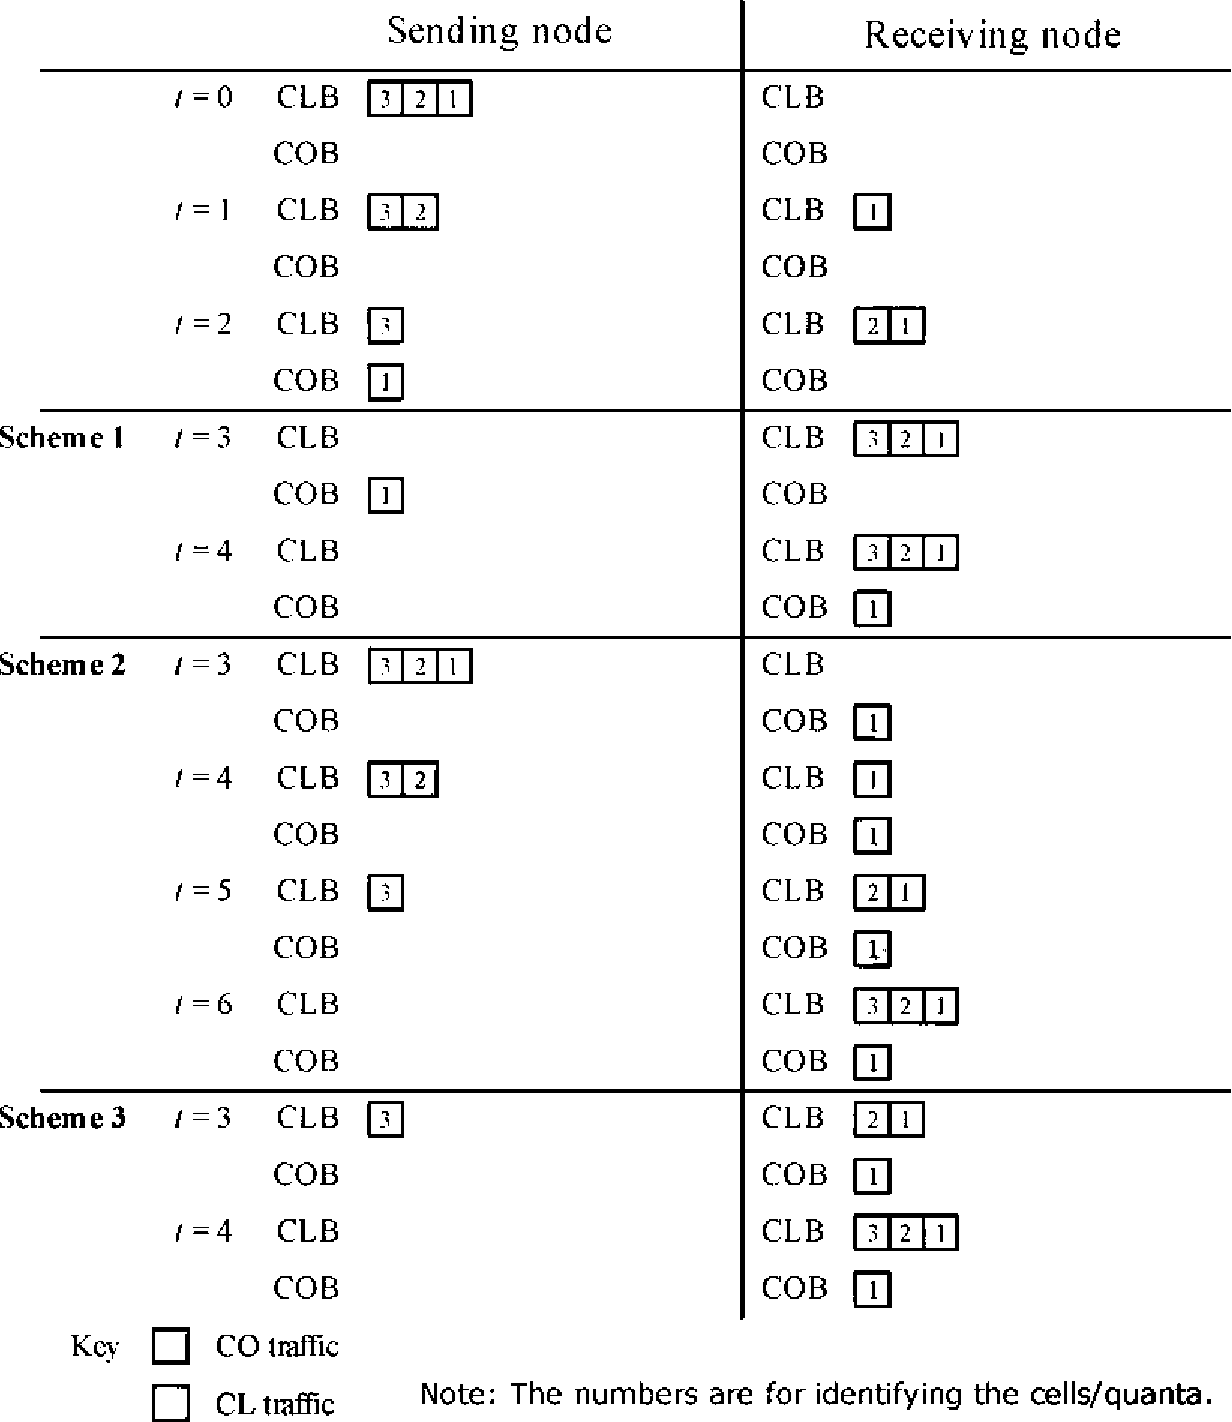 Sending node Receiving node
t = 0 CLB 3 2 1 CLB
COB COB
t = 1 CLB 3 2 CLB 1
COB COB
t = 2 CLB 3 CLB 2 1
COB 1 COB
Scheme 1 t = 3 CLB CLB 3 2 1
COB 1 COB
t = 4 CLB CLB 3 2 1
COB COB 1
Scheme 2 t = 3 CLB 3 2 1 CLB
COB COB 1
t = 4 CLB 3 2 CLB 1
COB COB 1
t = 5 CLB 3 CLB 2 1
COB COB 1
t = 6 CLB CLB 3 2 1
COB COB 1
Scheme 3 t = 3 CLB 3 CLB 2 1
COB COB 1
t = 4 CLB CLB 3 2 1
COB COB 1
Key CO traffic
CL traffic Note: The numbers are for identifying the cells/quanta.